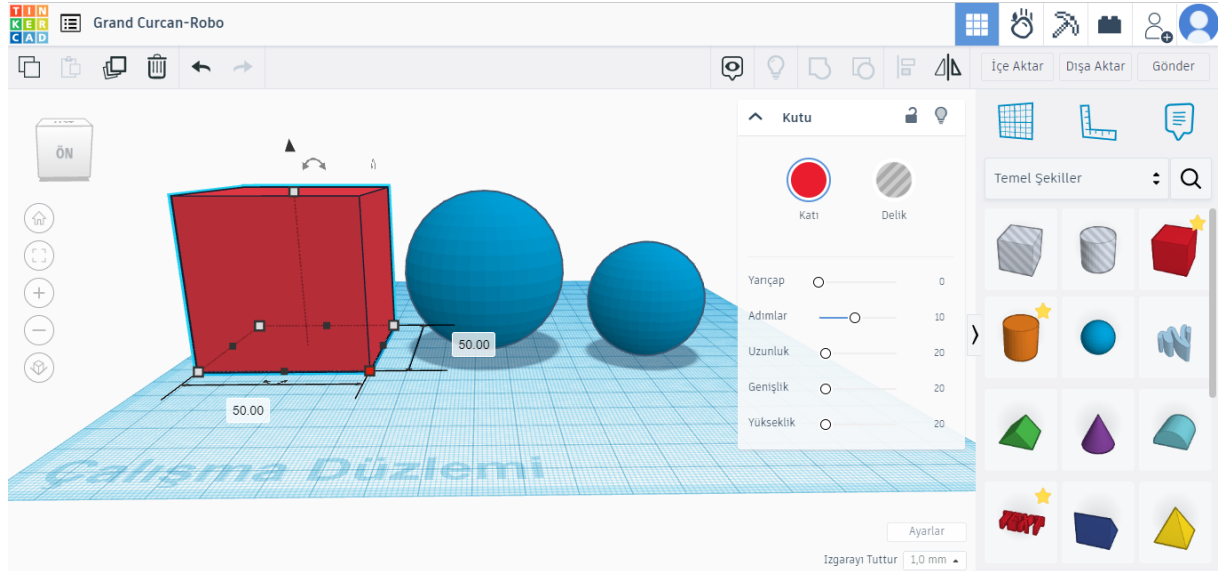 TIN
KER
CAD
Grand Curcan-Robo
İçe Aktar
Dışa Aktar
Gönder
ÖN
Kutu
Katı
Delik
Yarıçap
0
Adımlar
10
Uzunluk
20
Genişlik
20
Yükseklik
20
Temel Şekiller
50.00
50.00
Çalışma Düzlemi
TEXT
Ayarlar
Izgarayı Tuttur
1,0 mm